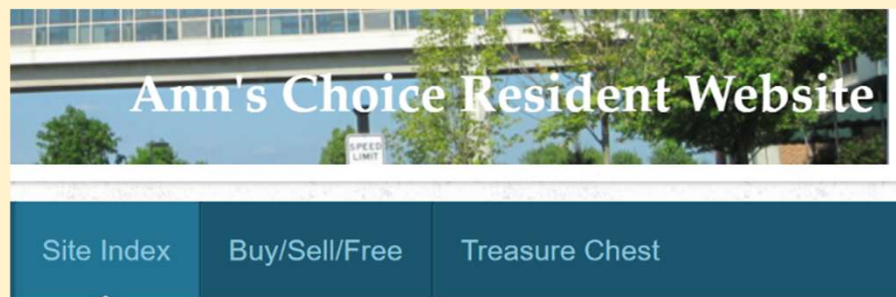 Ann's Choice Resident Website
SPEED
LIMIT
Site Index
Buy/Sell/Free
Treasure Chest